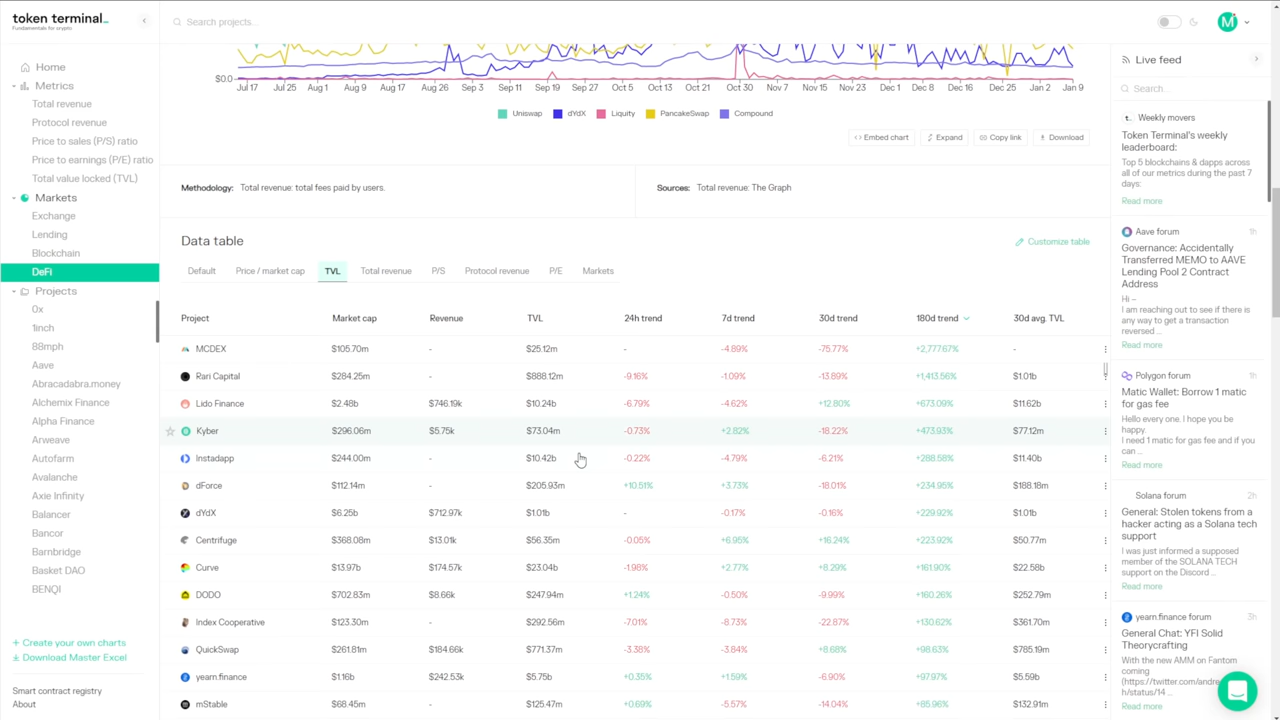 token terminal_
Fundamentals for crypto
Search projects...
M
Home
Metrics
Total revenue
Protocol revenue
Price to sales (P/S) ratio
Price to earnings (P/E) ratio
Total value locked (TVL)
Markets
Exchange
Lending
Blockchain
DeFi
Projects
0x
1inch
88mph
Aave
Abracadabra.money
Alchemix Finance
Alpha Finance
Arweave
Autofarm
Avalanche
Axie Infinity
Balancer
Bancor
Barnbridge
Basket DAO
BENQI
+ Create your own charts
Download Master Excel
Smart contract registry
About
$0.0
Jul 17 Jul 25 Aug 1 Aug 9 Aug 17 Aug 26 Sep 3 Sep 11 Sep 19 Sep 27 Oct 5 Oct 13 Oct 21 Oct 30 Nov 7 Nov 15 Nov 23 Dec 1 Dec 8 Dec 16 Dec 25 Jan 2 Jan 9
Uniswap dYdX Liquity PancakeSwap Compound
<> Embed chart Expand Copy link Download
Methodology: Total revenue: total fees paid by users.
Sources: Total revenue: The Graph
Data table
Customize table
Default Price / market cap TVL Total revenue P/S Protocol revenue P/E Markets
Project Market cap Revenue TVL 24h trend 7d trend 30d trend 180d trend 30d avg. TVL
MCDEX $105.70m - $25.12m - -4.89% -75.77% +2,777.67% -
Rari Capital $284.25m - $888.12m -9.16% -1.09% -13.89% +1,413.56% $1.01b
Lido Finance $2.48b $746.19k $10.24b -6.79% -4.62% +12.80% +673.09% $11.62b
Kyber $296.06m $5.75k $73.04m -0.73% +2.82% -18.22% +473.93% $77.12m
Instadapp $244.00m - $10.42b -0.22% -4.79% -6.21% +288.58% $11.40b
dForce $112.14m - $205.93m +10.51% +3.73% -18.01% +234.95% $188.18m
dYdX $6.25b $712.97k $1.01b - -0.17% -0.16% +229.92% $1.01b
Centrifuge $368.08m $13.01k $56.35m -0.05% +6.95% +16.24% +223.92% $50.77m
Curve $13.97b $174.57k $23.04b -1.98% +2.77% +8.29% +161.90% $22.58b
DODO $702.83m $8.66k $247.94m +1.24% -0.50% -9.99% +160.26% $252.79m
Index Cooperative $123.30m - $292.56m -7.01% -8.73% -22.87% +130.62% $361.70m
QuickSwap $261.81m $184.66k $771.37m -3.38% -3.84% +8.68% +98.63% $785.19m
yearn.finance $1.16b $242.53k $5.75b +0.35% +1.59% -6.90% +97.97% $5.59b
mStable $68.45m - $125.47m +0.69% -5.57% -14.04% +85.96% $132.91m
Live feed
Search...
t. Weekly movers
Token Terminal's weekly
leaderboard:
Top 5 blockchains & dapps across
all of our metrics during the past 7
days:
Read more
Aave forum 1h
Governance: Accidentally
Transferred MEMO to AAVE
Lending Pool 2 Contract
Address
Hi –
I am reaching out to see if there is
any way to get a transaction
reversed ...
Read more
Polygon forum 1h
Matic Wallet: Borrow 1 matic
for gas fee
Hello every one. I hope you be
happy.
I need 1 matic for gas fee and if you
can ...
Read more
Solana forum 2h
General: Stolen tokens from a
hacker acting as a Solana tech
support
I was just informed a supposed
member of the SOLANA TECH
support on the Discord ...
Read more
yearn.finance forum 3h
General Chat: YFI Solid
Theorycrafting
With the new AMM on Fantom
coming
(https://twitter.com/andre
h/status/14 ...
Read more